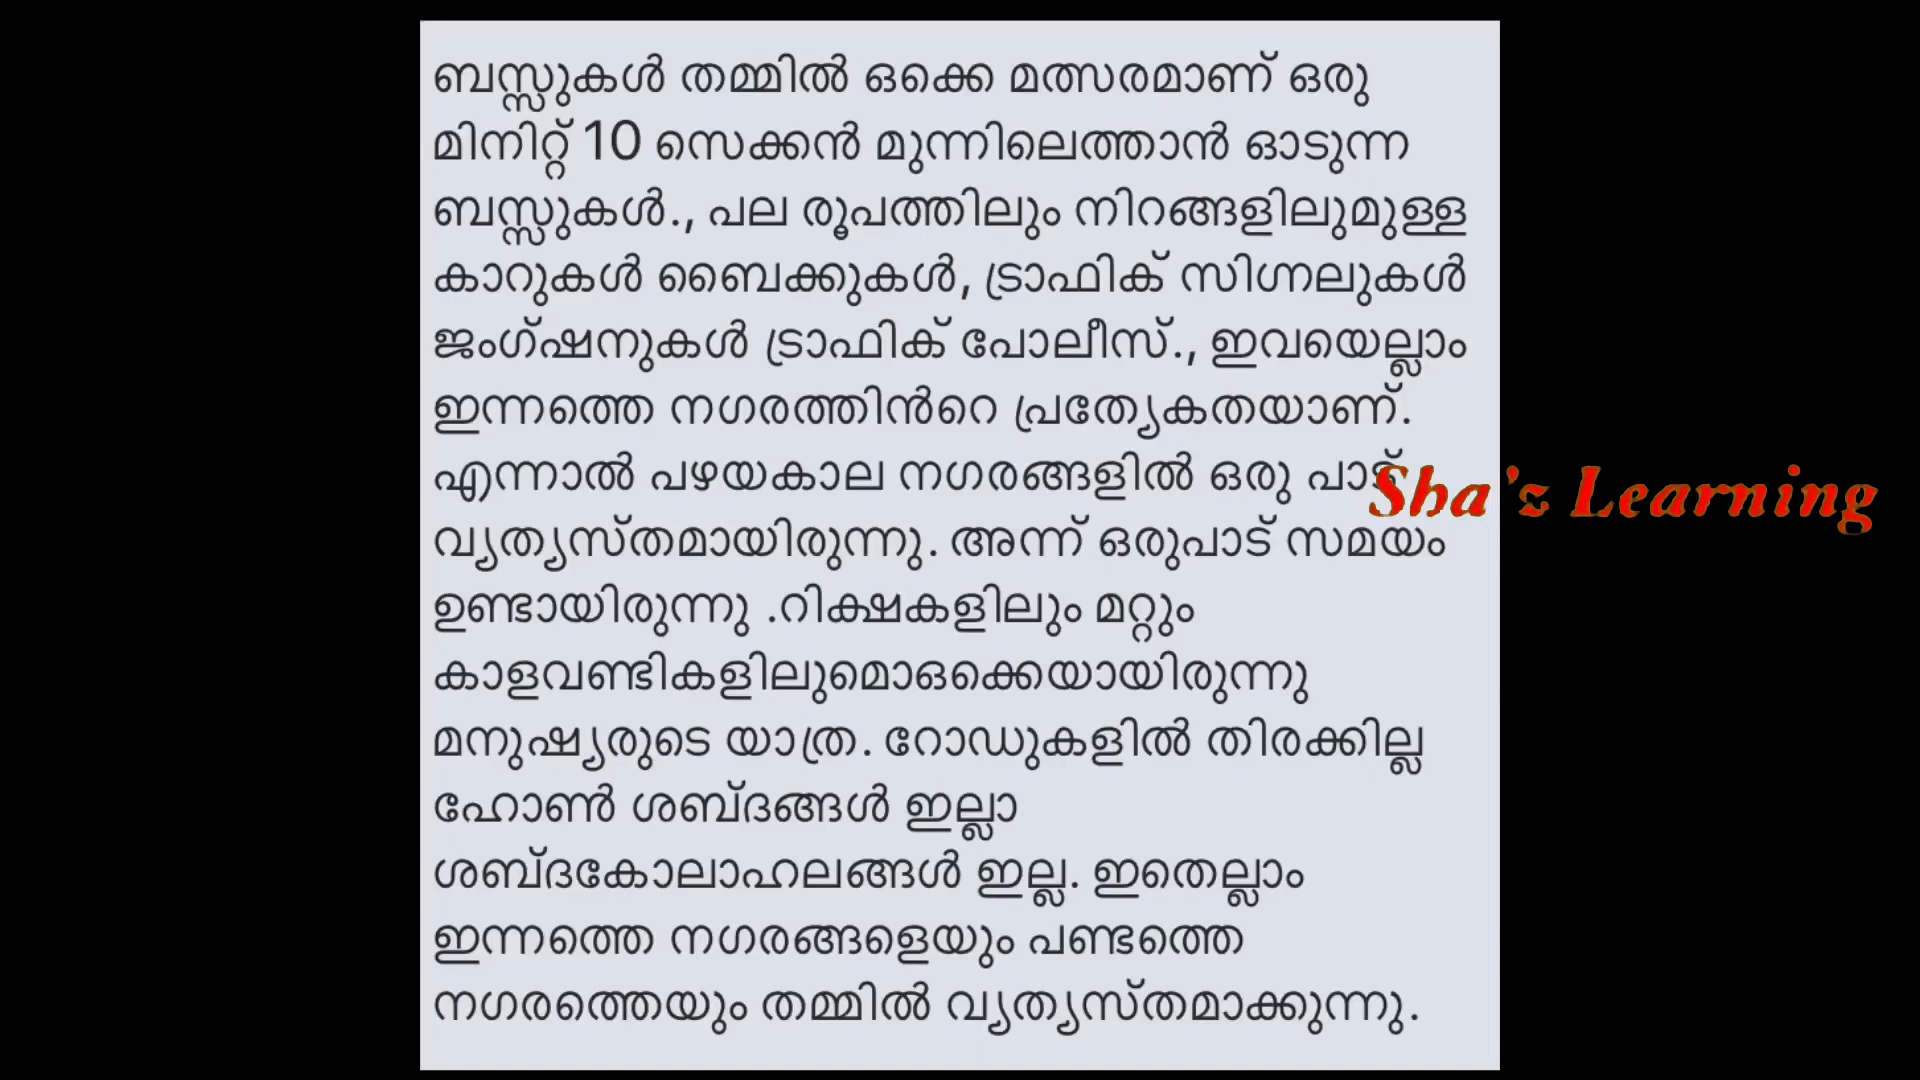 ബസ്സുകൾ തമ്മിൽ ഒക്കെ മത്സരമാണ് ഒരു
മിനിറ്റ് 10 സെക്കൻ മുന്നിലെത്താൻ ഓടുന്ന
ബസ്സുകൾ., പല രൂപത്തിലും നിറങ്ങളിലുമുള്ള
കാറുകൾ ബൈക്കുകൾ, ട്രാഫിക് സിഗ്നലുകൾ
ജംഗ്ഷനുകൾ ട്രാഫിക് പോലീസ്., ഇവയെല്ലാം
ഇന്നത്തെ നഗരത്തിൻറെ പ്രത്യേകതയാണ്.
എന്നാൽ പഴയകാല നഗരങ്ങളിൽ ഒരു പാട്
വ്യത്യസ്തമായിരുന്നു. അന്ന് ഒരുപാട് സമയം
ഉണ്ടായിരുന്നു .റിക്ഷകളിലും മറ്റും
കാളവണ്ടികളിലുമൊഒക്കെയായിരുന്നു
മനുഷ്യരുടെ യാത്ര. റോഡുകളിൽ തിരക്കില്ല
ഹോൺ ശബ്ദങ്ങൾ ഇല്ലാ
ശബ്ദകോലാഹലങ്ങൾ ഇല്ല. ഇതെല്ലാം
ഇന്നത്തെ നഗരങ്ങളെയും പണ്ടത്തെ
നഗരത്തെയും തമ്മിൽ വ്യത്യസ്തമാക്കുന്നു.
Sha's Learning